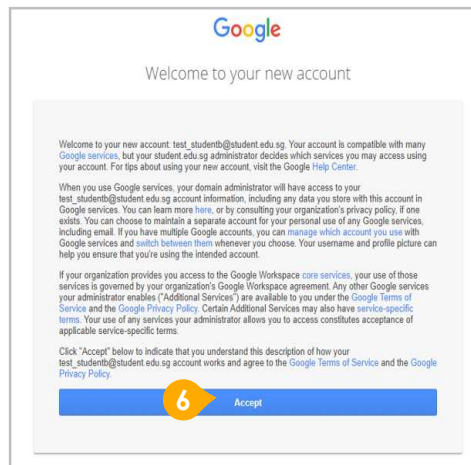 Google
Welcome to your new account
Welcome to your new account: test_studentb@student.edu.sg. Your account is compatible with many
Google services, but your student.edu.sg administrator decides which services you may access using
your account. For tips about using your new account, visit the Google Help Center.
When you use Google services, your domain administrator will have access to your
test_studentb@student.edu.sg account information, including any data you store with this account in
Google services. You can learn more here, or by consulting your organization's privacy policy, if one
exists. You can choose to maintain a separate account for your personal use of any Google services,
including email. If you have multiple Google accounts, you can manage which account you use with
Google services and switch between them whenever you choose. Your username and profile picture can
help you ensure that you're using the intended account.
If your organization provides you access to the Google Workspace core services, your use of those
services is governed by your organization's Google Workspace agreement. Any other Google services
your administrator enables ("Additional Services") are available to you under the Google Terms of
Service and the Google Privacy Policy. Certain Additional Services may also have service-specific
terms. Your use of any services your administrator allows you to access constitutes acceptance of
applicable service-specific terms.
Click "Accept" below to indicate that you understand this description of how your
test_studentb@student.edu.sg account works and agree to the Google Terms of Service and the Google
Privacy Policy.
6 Accept